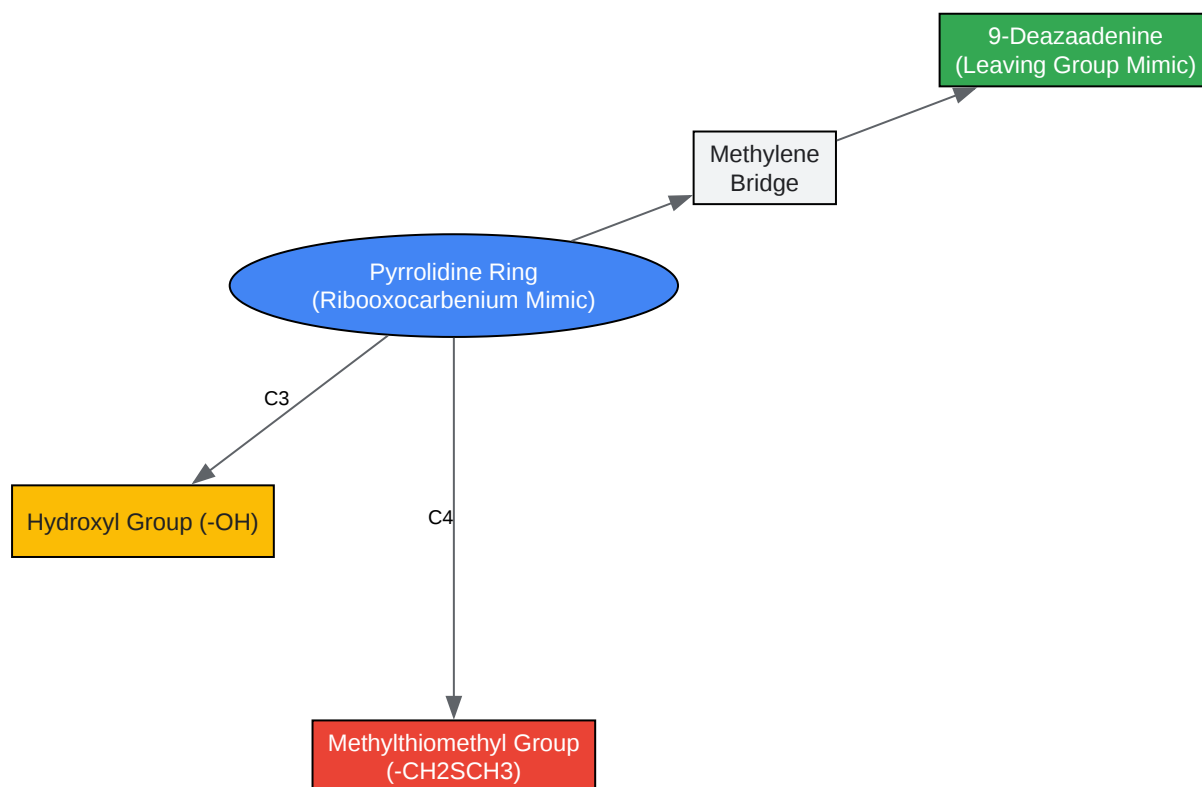 9-Deazaadenine
(Leaving Group Mimic)
Methylene
Bridge
Pyrrolidine Ring
(Ribooxocarbenium Mimic)
C3
Hydroxyl Group (-OH)
C4
Methylthiomethyl Group
(-CH2SCH3)